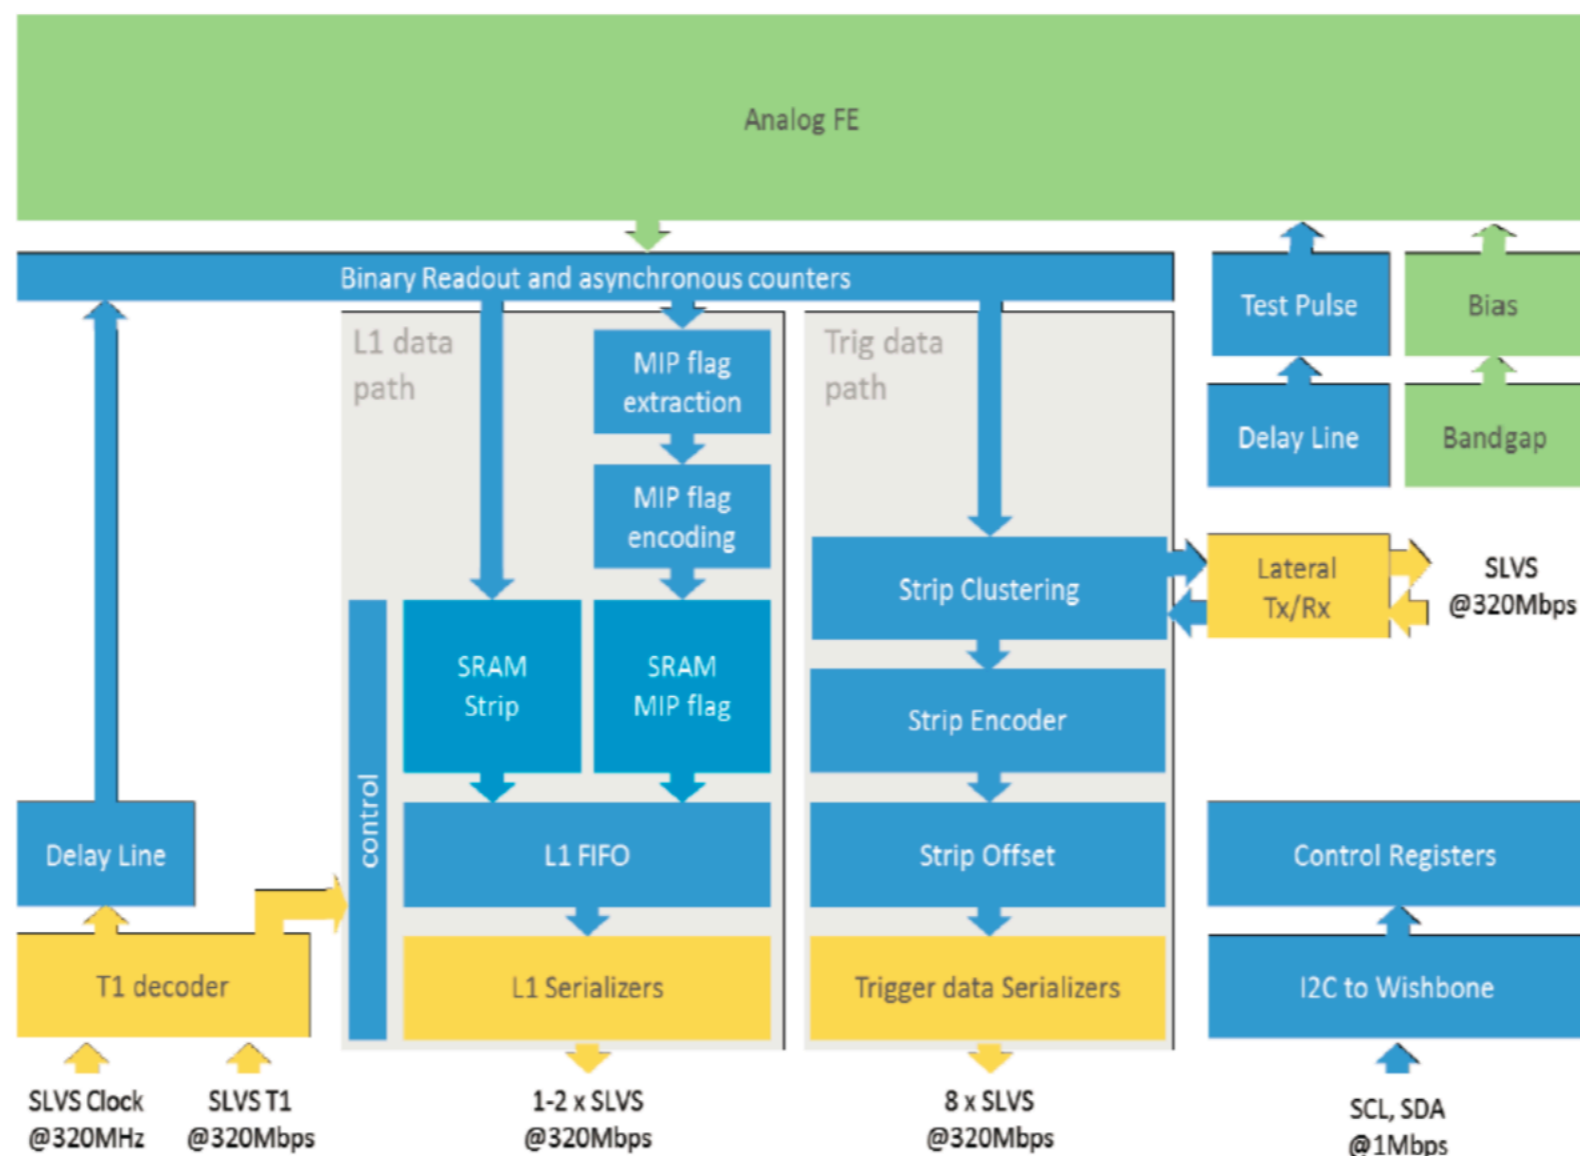 Analog FE
Binary Readout and asynchronous counters
Test Pulse
Bias
L1 data
path
MIP flag
extraction
Trig data
path
Delay Line
Bandgap
MIP flag
encoding
Strip Clustering
Lateral
Tx/Rx
SLVS
@320Mbps
SRAM
Strip
SRAM
MIP flag
Strip Encoder
control
Delay Line
L1 FIFO
Strip Offset
Control Registers
T1 decoder
L1 Serializers
Trigger data Serializers
I2C to Wishbone
SLVS Clock
@320MHz
SLVS T1
@320Mbps
1-2 x SLVS
@320Mbps
8 x SLVS
@320Mbps
SCL, SDA
@1Mbps